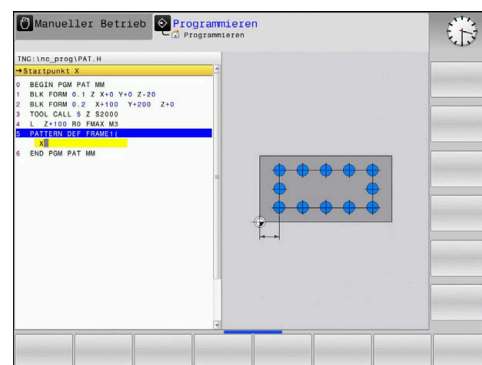 Manueller Betrieb
Programmieren
Programmieren
TNC:\nc_prog\PAT.H
→Startpunkt X
0 BEGIN PGM PAT MM
1 BLK FORM 0.1 Z X+0 Y+0 Z-20
2 BLK FORM 0.2 X+100 Y+200 Z+0
3 TOOL CALL 5 Z S2000
4 L Z+100 R0 FMAX M3
5 PATTERN DEF FRAME1(
X
6 END PGM PAT MM